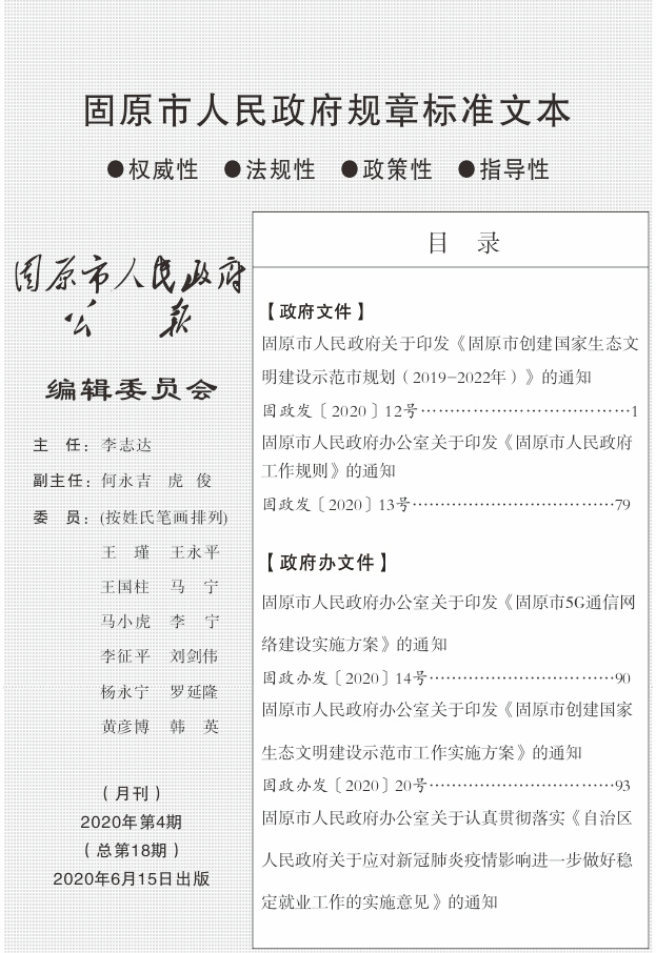 固原市人民政府规章标准文本
●权威性 ●法规性 ●政策性 ●指导性
固原市人民政府
公 报
编辑委员会
主 任：李志达
副主任：何永吉 虎 俊
委 员：(按姓氏笔画排列)
王 瑾 王永平
王国柱 马 宁
马小虎 李 宁
李征平 刘剑伟
杨永宁 罗延隆
黄彦博 韩 英
（月刊）
2020年第4期
（总第18期）
2020年6月15日出版
目 录
【政府文件】
固原市人民政府关于印发《固原市创建国家生态文
明建设示范市规划（2019-2022年）》的通知
固政发〔2020〕12号………………………………1
固原市人民政府办公室关于印发《固原市人民政府
工作规则》的通知
固政发〔2020〕13号……………………………79
【政府办文件】
固原市人民政府办公室关于印发《固原市5G通信网
络建设实施方案》的通知
固政办发〔2020〕14号…………………………90
固原市人民政府办公室关于印发《固原市创建国家
生态文明建设示范市工作实施方案》的通知
固政办发〔2020〕20号…………………………93
固原市人民政府办公室关于认真贯彻落实《自治区
人民政府关于应对新冠肺炎疫情影响进一步做好稳
定就业工作的实施意见》的通知